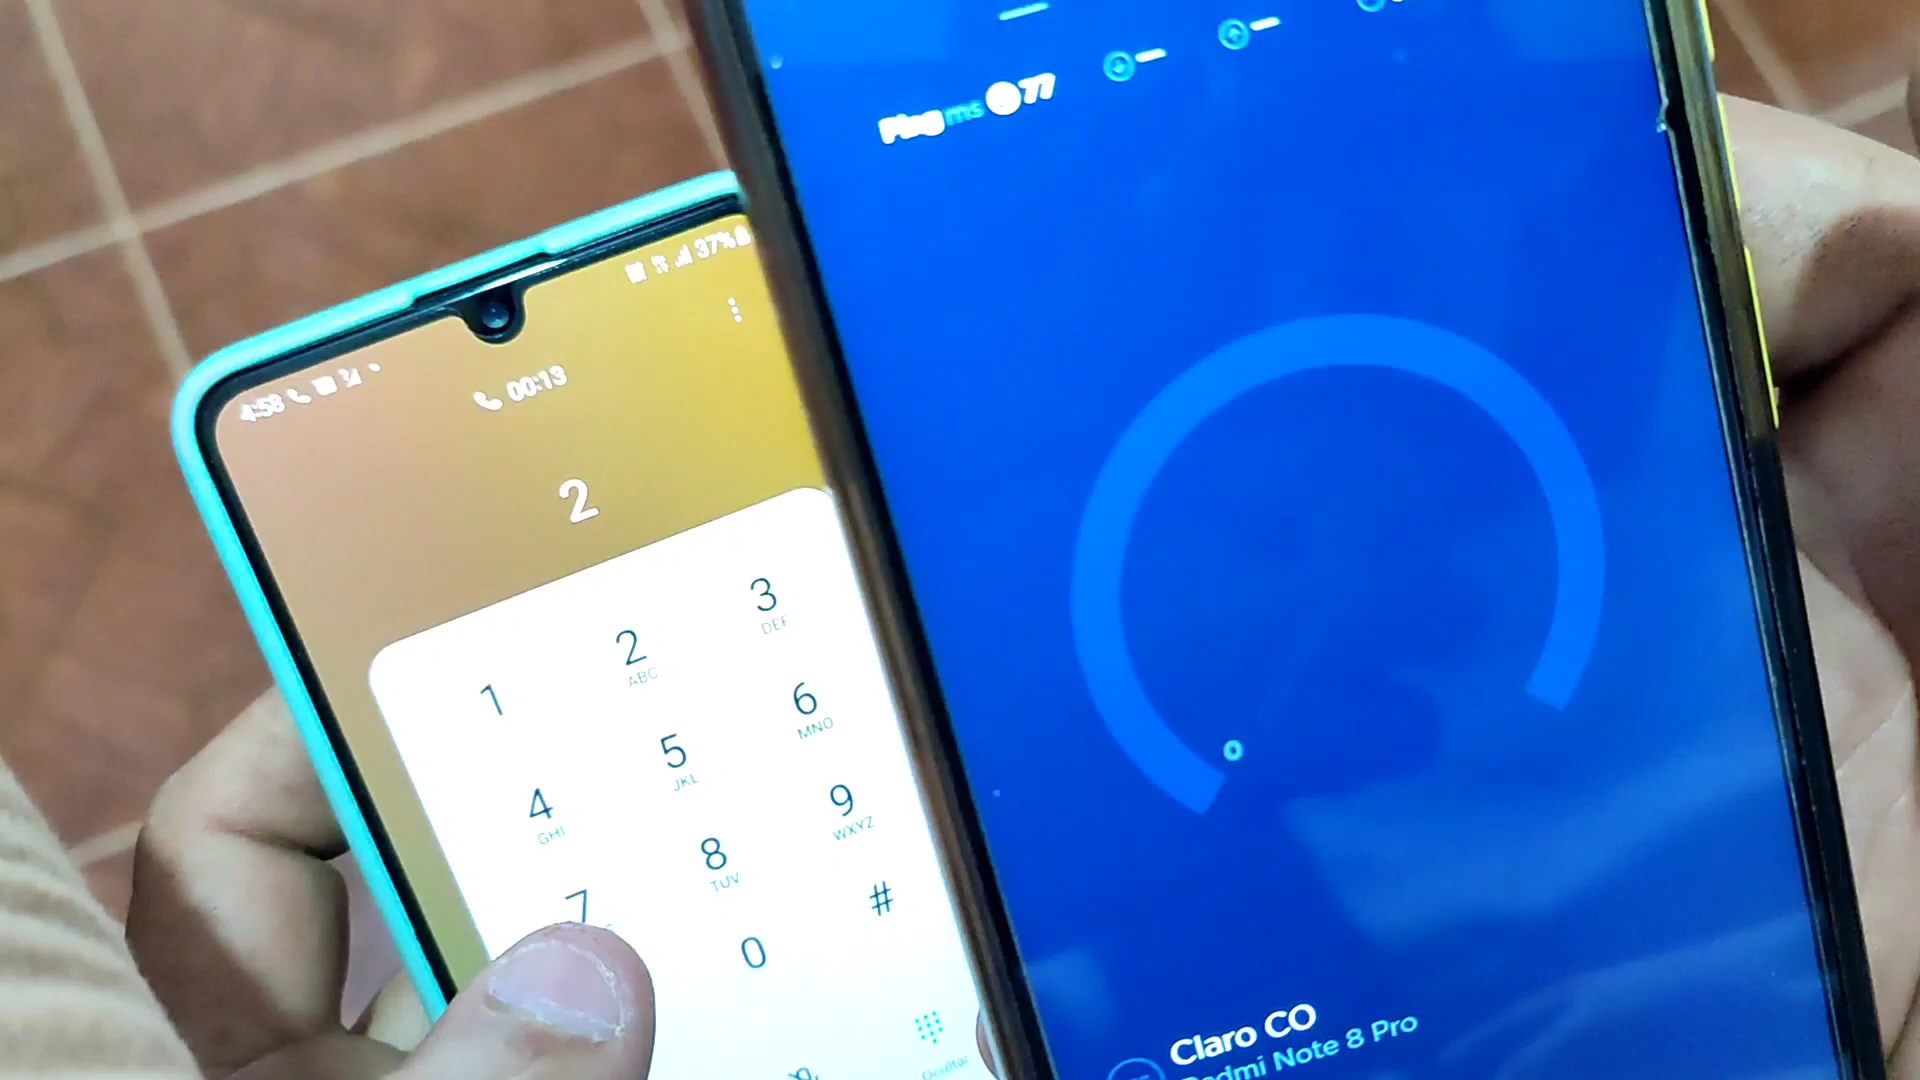 4:58
37%
00:13
2
1
2
ABC
3
DEF
4
GHI
5
JKL
6
MNO
7
8
TUV
9
WXYZ
0
#
Ocultar
Ping ms 77
0
Claro CO
Redmi Note 8 Pro